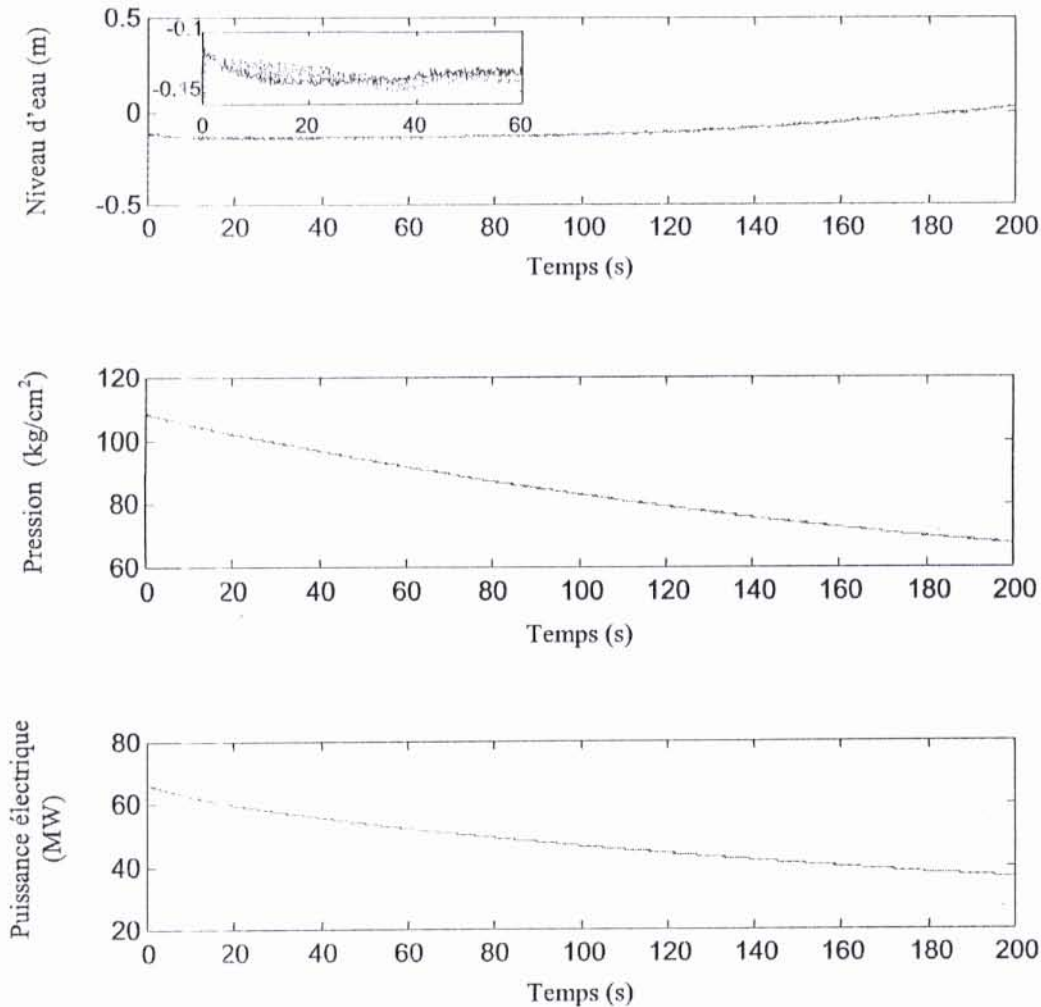 Niveau d'eau (m)
0.5
0
-0.5
-0.1
-0.15
0 20 40 60
0 20 40 60 80 100 120 140 160 180 200
Temps (s)
Pression (kg/cm²)
120
100
80
60
0 20 40 60 80 100 120 140 160 180 200
Temps (s)
Puissance électrique
(MW)
80
60
40
20
0 20 40 60 80 100 120 140 160 180 200
Temps (s)